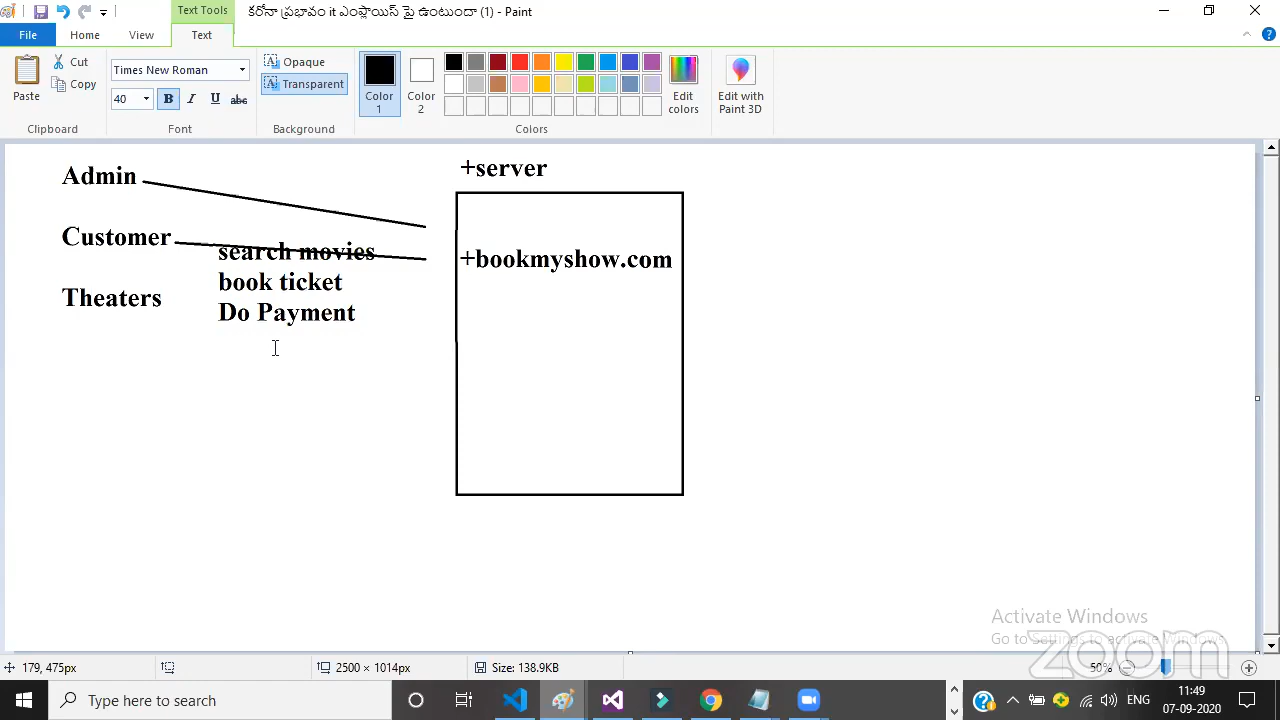 Text Tools
కరోనా ప్రభావం it ఎంప్లాయిస్ పై ఉంటుందా (1) - Paint
File Home View Text
Paste
Cut
Copy
Clipboard
Times New Roman
40 B I U abc
Font
Opaque
Transparent
Background
Color 1
Color 2
Edit colors
Colors
Edit with Paint 3D
Admin
Customer
Theaters
search movies
book ticket
Do Payment
+server
+bookmyshow.com
Activate Windows
Go to Settings to activate Windows.
zoom
179, 475px
2500 × 1014px
Size: 138.9KB
50%
Type here to search
ENG
11:49
07-09-2020